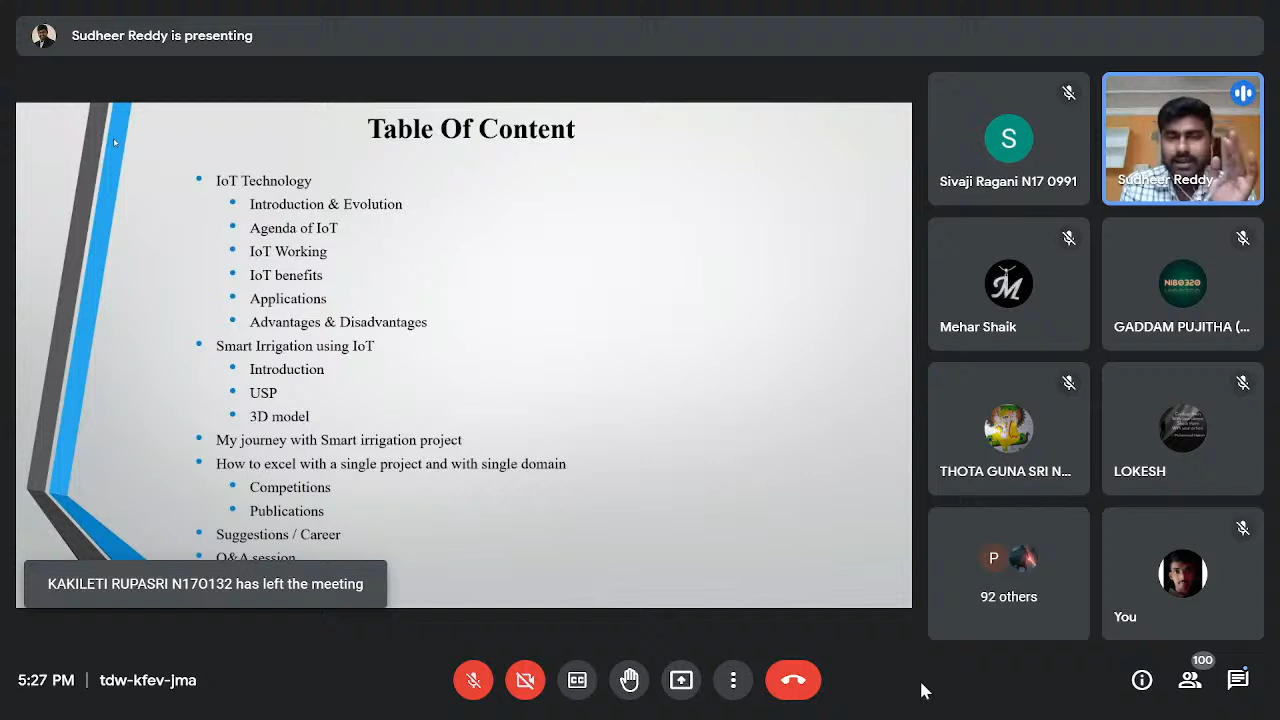 Sudheer Reddy is presenting
Table Of Content
IoT Technology
Introduction & Evolution
Agenda of IoT
IoT Working
IoT benefits
Applications
Advantages & Disadvantages
Smart Irrigation using IoT
Introduction
USP
3D model
My journey with Smart irrigation project
How to excel with a single project and with single domain
Competitions
Publications
Suggestions / Career
Q&A session
KAKILETI RUPASRI N17O132 has left the meeting
S
Sivaji Ragani N17 0991
Sudheer Reddy
M
Mehar Shaik
NIBO320
GADDAM PUJITHA (...
THOTA GUNA SRI N...
LOKESH
P
92 others
You
5:27 PM | tdw-kfev-jma
CC
100